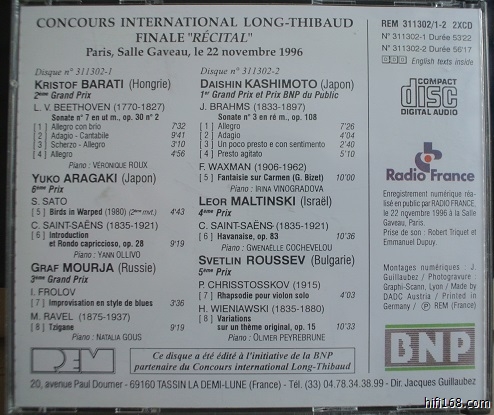 CONCOURS INTERNATIONAL LONG-THIBAUD
FINALE "RÉCITAL"
Paris, Salle Gaveau, le 22 novembre 1996
Disque n° 311302-1
KRISTOF BARATI (Hongrie)
2ème Grand Prix
L. V. BEETHOVEN (1770-1827)
Sonate n° 7 en ut m., op. 30 n° 2
[ 1 ] Allegro con brio 7'32
[ 2 ] Adagio - Cantabile 9'41
[ 3 ] Scherzo - Allegro 3'10
[ 4 ] Allegro 4'56
Piano : VERONIQUE ROUX
YUKO ARAGAKI (Japon)
6ème Prix
S. SATO
[ 5 ] Birds in Warped (1980) (2ème mvt.) 4'43
C. SAINT-SAËNS (1835-1921)
[ 6 ] Introduction
et Rondo capriccioso, op. 28 9'19
Piano : YANN OLLIVO
GRAF MOURJA (Russie)
3ème Grand Prix
I. FROLOV
[ 7 ] Improvisation en style de blues 3'36
M. RAVEL (1875-1937)
[ 8 ] Tzigane 9'19
Piano : NATALIA GOUS
Disque n° 311302-2
DAISHIN KASHIMOTO (Japon)
1er Grand Prix et Prix BNP du Public
J. BRAHMS (1833-1897)
Sonate n° 3 en ré m., op. 108
[ 1 ] Allegro 7'26
[ 2 ] Adagio 4'04
[ 3 ] Un poco presto e con sentimento 2'40
[ 4 ] Presto agitato 5'10
F. WAXMAN (1906-1962)
[ 5 ] Fantaisie sur Carmen (G. Bizet) 10'00
Piano : IRINA VINOGRADOVA
LEOR MALTINSKI (Israël)
4ème Prix
C. SAINT-SAËNS (1835-1921)
[ 6 ] Havanaise, op. 83 10'36
Piano : GWENAELLE COCHEVELOU
SVETLIN ROUSSEV (Bulgarie)
5ème Prix
P. CHRISSTOSSKOV (1915)
[ 7 ] Rhapsodie pour violon solo 4'03
H. WIENIAWSKI (1835-1880)
[ 8 ] Variations
sur un thème original, op. 15 10'33
Piano : OLIVIER PEYREBRUNE
REM 311302/1-2 2XCD
N° 311302-1 Durée 53'22
N° 311302-2 Durée 56'17
English texts inside
COMPACT
disc
DIGITAL AUDIO
Radio France
Enregistrement numérique réalisé en public par RADIO FRANCE,
le 22 novembre 1996 à la Salle
Gaveau, Paris.
Prise de son : Robert Triquet et
Emmanuel Dupuy.
Montages numériques : J.
Guillaubez / Photogravure :
Graphi-Scann, Lyon / Made by
DADC Austria / Printed in
Germany / ℗ REM (France)
REM
Ce disque a été édité à l'initiative de la BNP
partenaire du Concours international Long-Thibaud
BNP
20, avenue Paul Doumer - 69160 TASSIN LA DEMI-LUNE (France) - Tél. (33) 04.78.34.38.99 - Dir. Jacques Guillaubez
hifi168.com